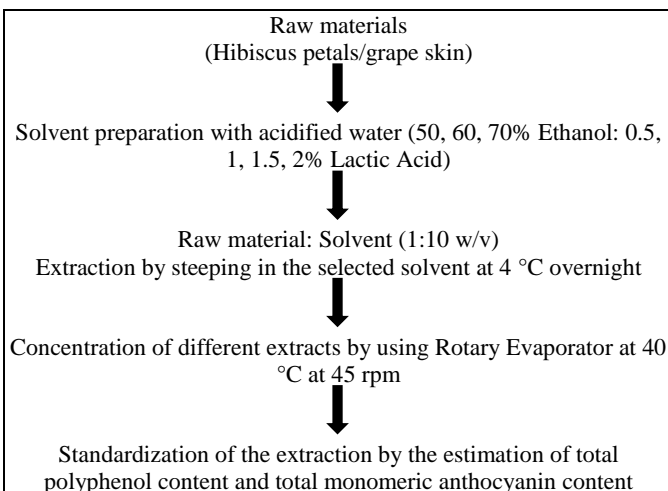 Raw materials
(Hibiscus petals/grape skin)
Solvent preparation with acidified water (50, 60, 70% Ethanol: 0.5,
1, 1.5, 2% Lactic Acid)
Raw material: Solvent (1:10 w/v)
Extraction by steeping in the selected solvent at 4 °C overnight
Concentration of different extracts by using Rotary Evaporator at 40
°C at 45 rpm
Standardization of the extraction by the estimation of total
polyphenol content and total monomeric anthocyanin content